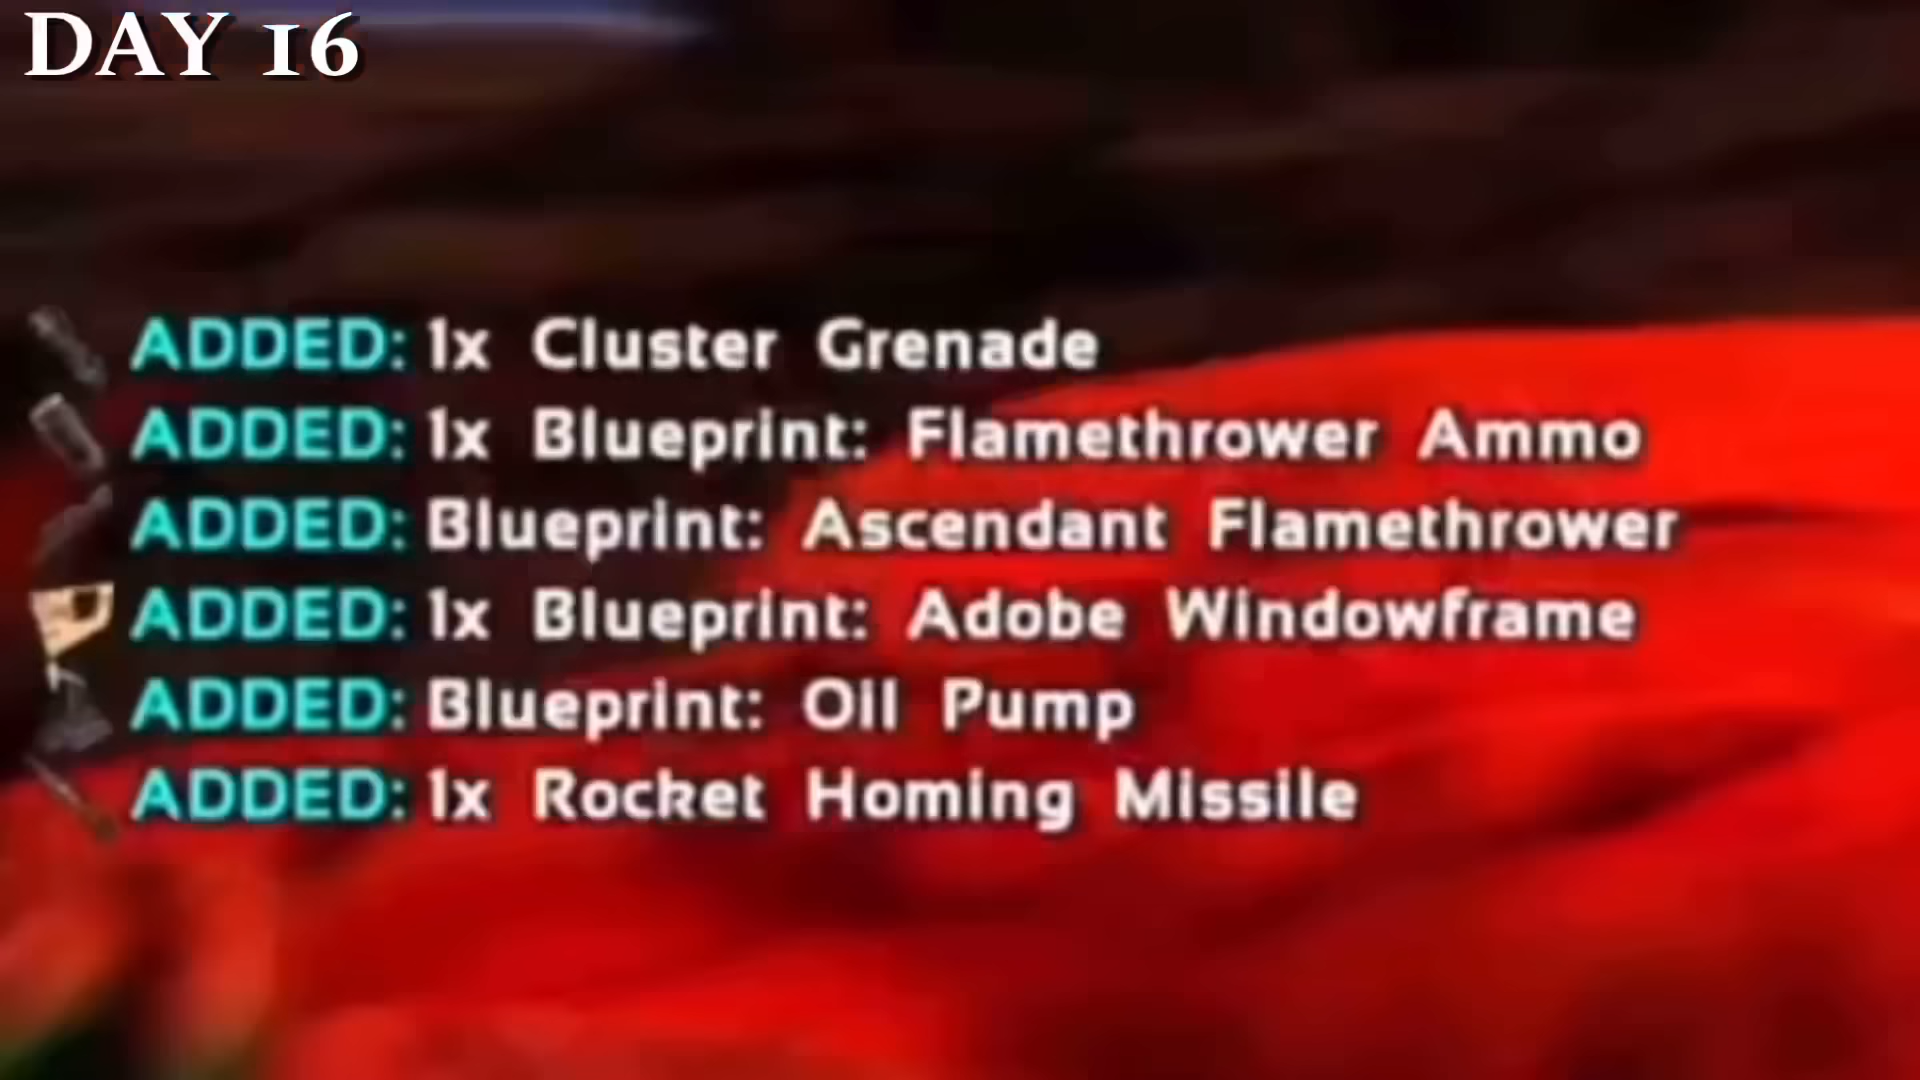 DAY 16
ADDED: 1x Cluster Grenade
ADDED: 1x Blueprint: Flamethrower Ammo
ADDED: Blueprint: Ascendant Flamethrower
ADDED: 1x Blueprint: Adobe Windowframe
ADDED: Blueprint: Oil Pump
ADDED: 1x Rocket Homing Missile